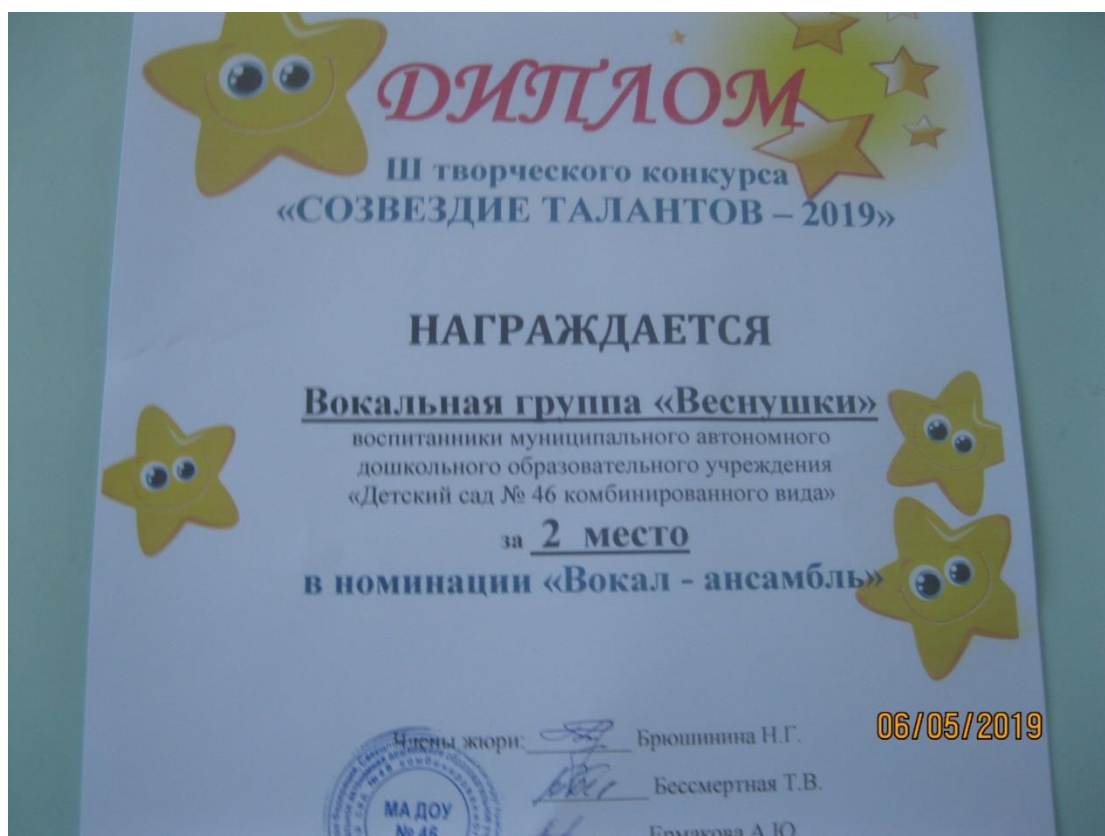 ДИПЛОМ
III творческого конкурса
«СОЗВЕЗДИЕ ТАЛАНТОВ – 2019»
НАГРАЖДАЕТСЯ
Вокальная группа «Веснушки»
воспитанники муниципального автономного
дошкольного образовательного учреждения
«Детский сад № 46 комбинированного вида»
за 2 место
в номинации «Вокал - ансамбль»
06/05/2019
Члены жюри: Брюшинина Н.Г.
Бессмертная Т.В.
МА ДОУ
№ 46
Ермакова А.Ю.